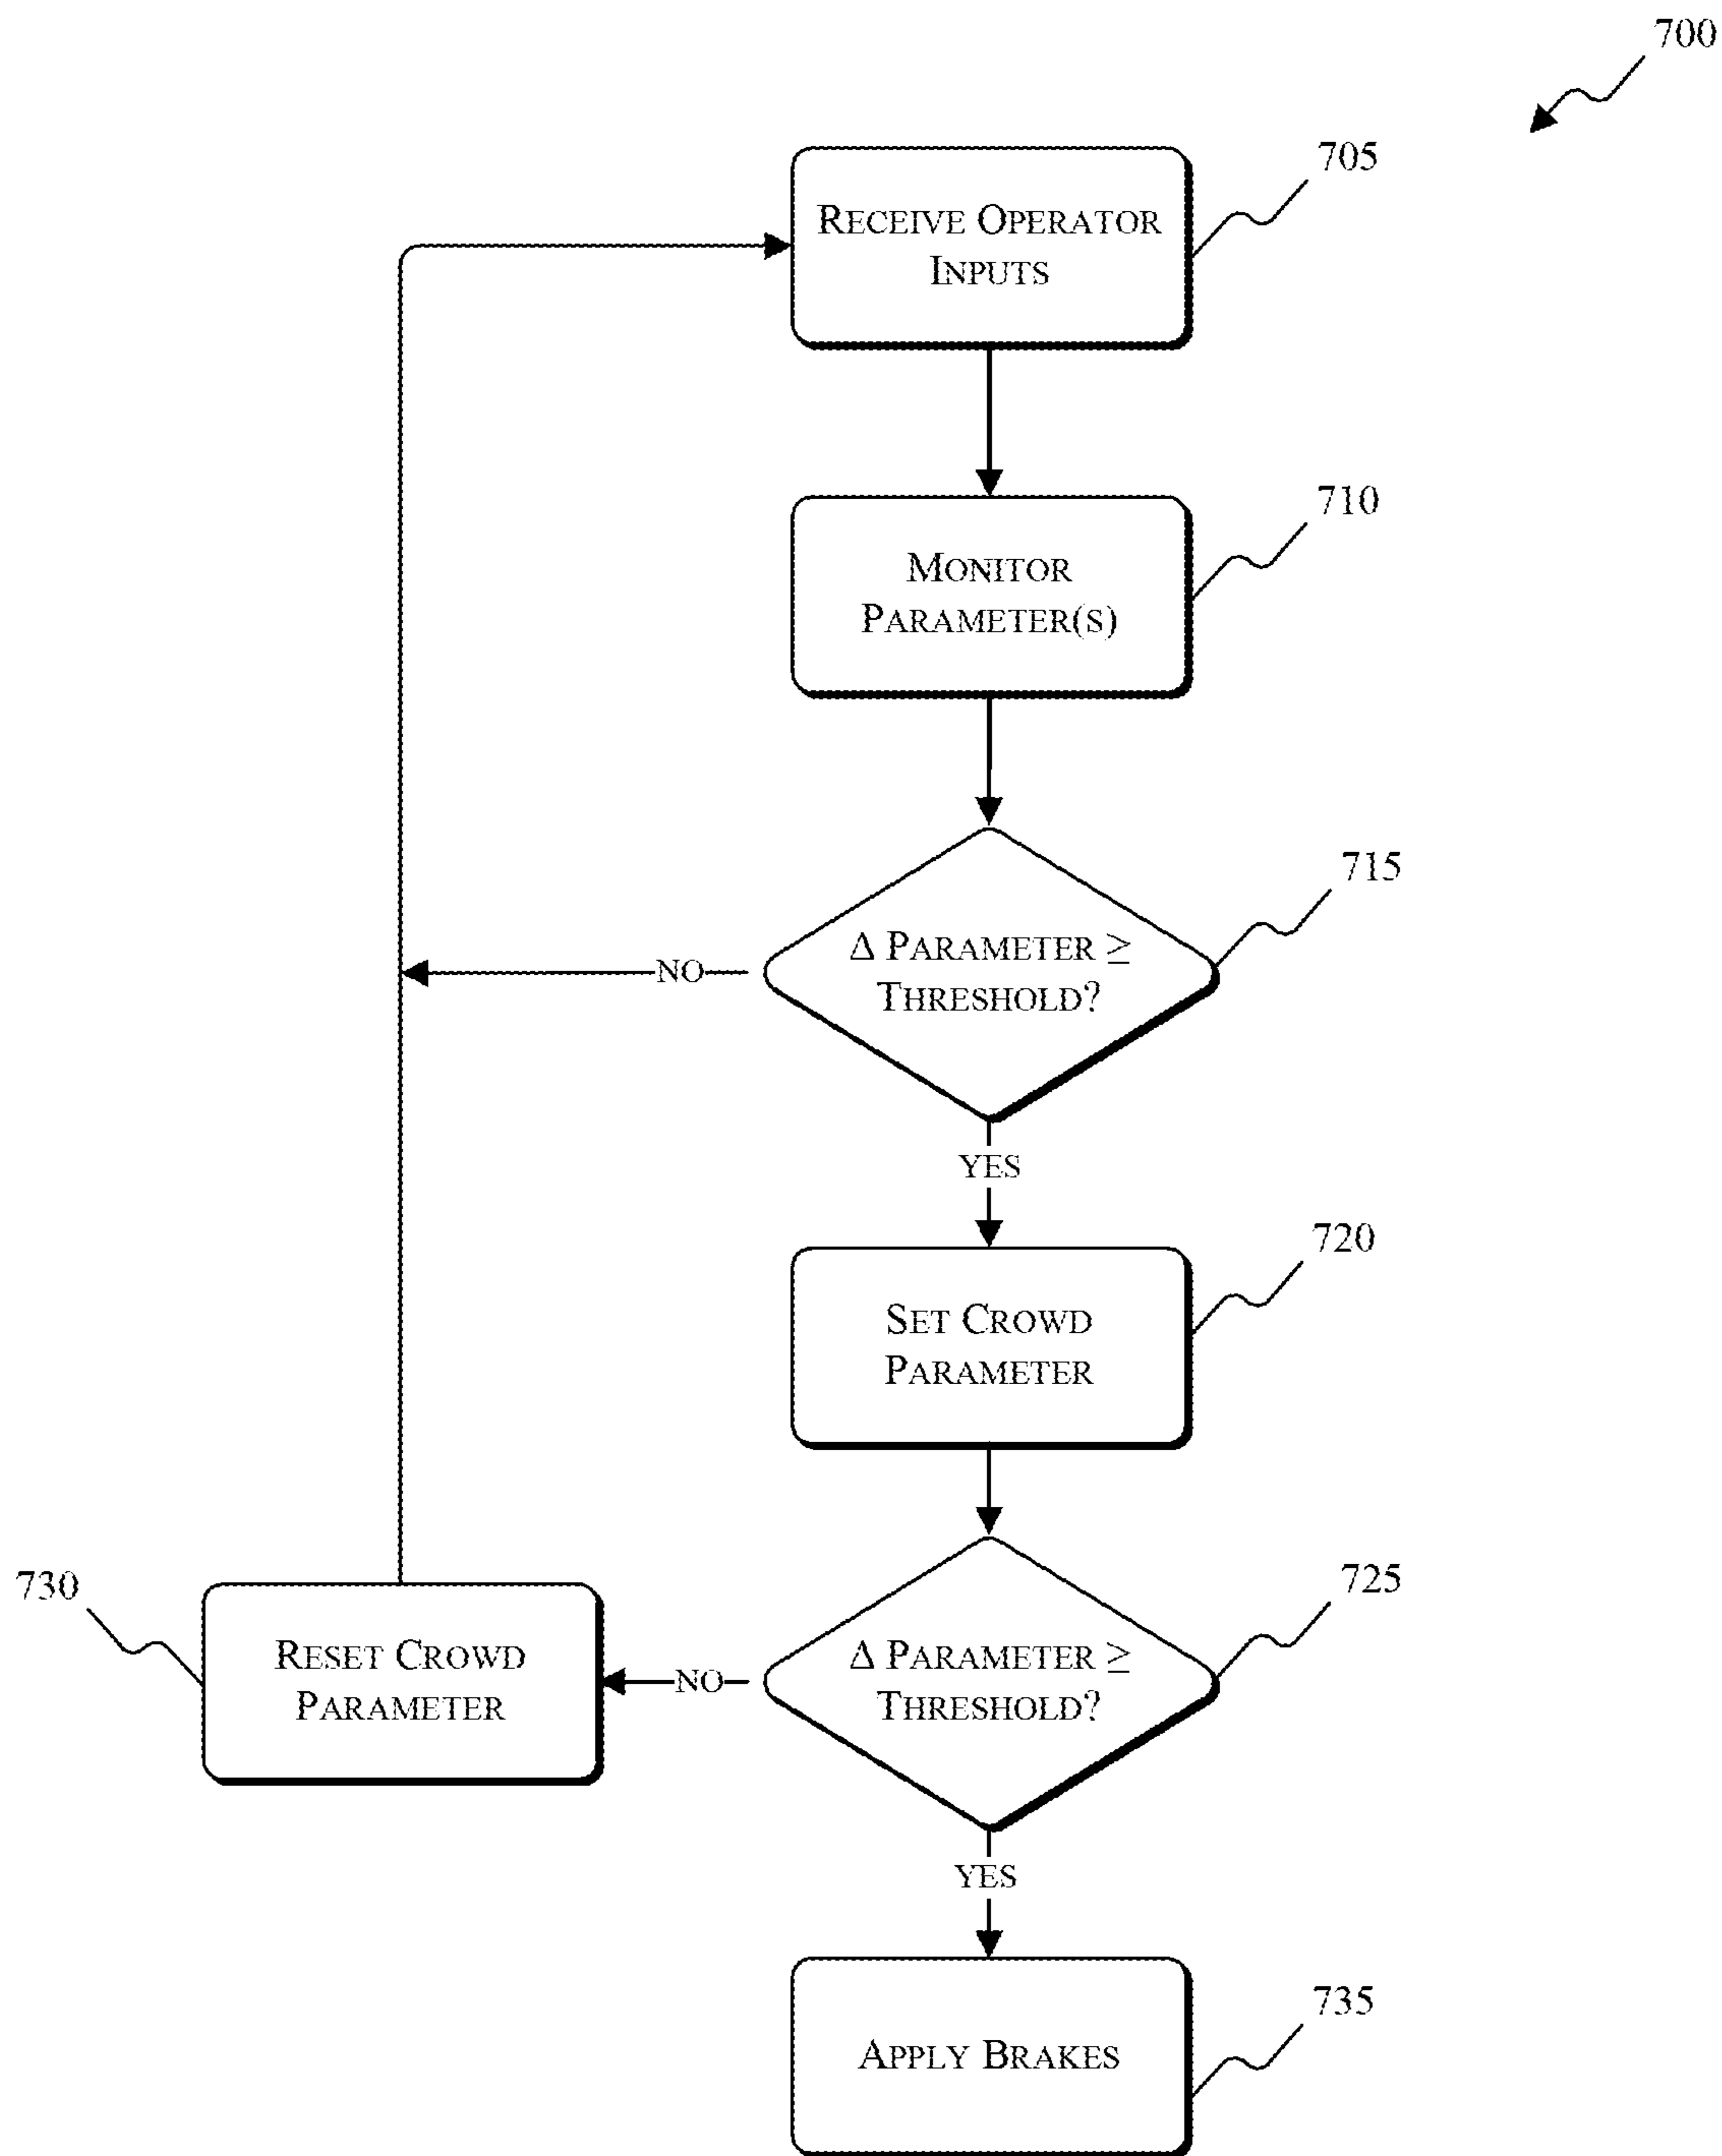 700
705
RECEIVE OPERATOR
INPUTS
710
MONITOR
PARAMETER(S)
715
Δ PARAMETER ≥
THRESHOLD?
NO
YES
720
SET CROWD
PARAMETER
725
Δ PARAMETER ≥
THRESHOLD?
NO
730
RESET CROWD
PARAMETER
YES
735
APPLY BRAKES